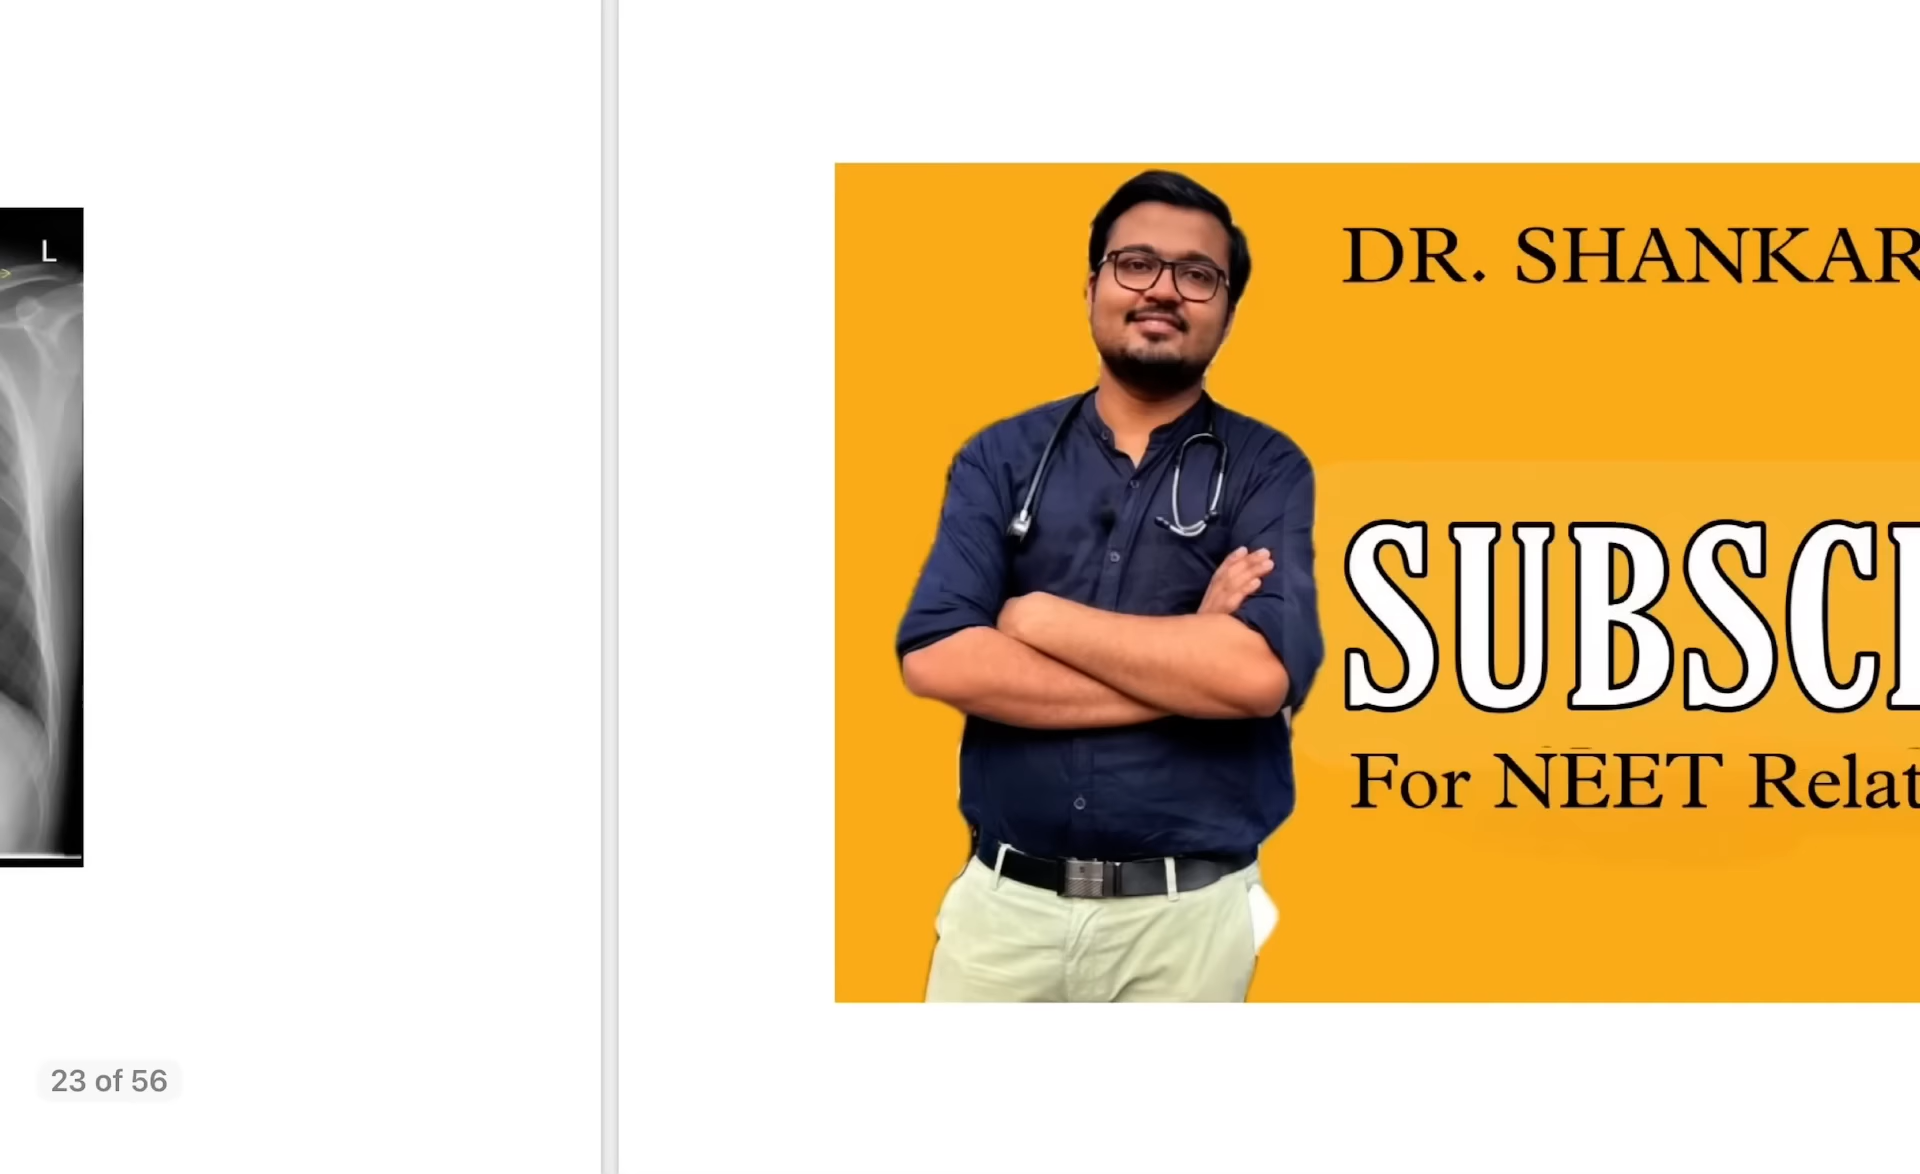 L
23 of 56
DR. SHANKAR
SUBSC
For NEET Relat